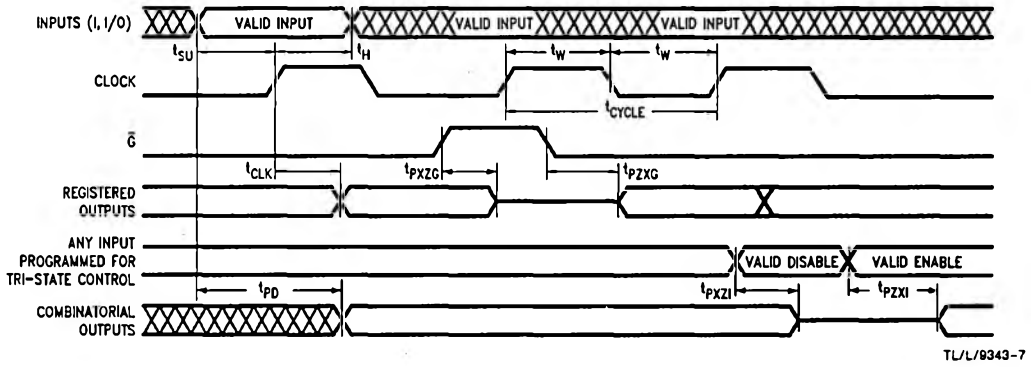 INPUTS (I, I/O)
VALID INPUT
VALID INPUT
VALID INPUT
tSU
tH
tW
tW
CLOCK
tCYCLE
G̅
tCLK
tPXZG
tPZXG
REGISTERED
OUTPUTS
ANY INPUT
PROGRAMMED FOR
TRI-STATE CONTROL
VALID DISABLE
VALID ENABLE
tPD
tPXZI
tPZXI
COMBINATORIAL
OUTPUTS
TL/L/9343-7